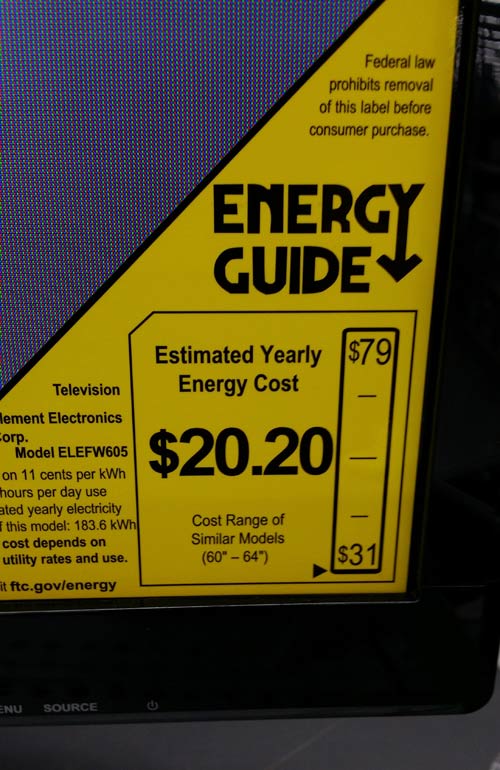 Federal law
prohibits removal
of this label before
consumer purchase.
ENERGY
GUIDE
Estimated Yearly
Energy Cost
$20.20
Cost Range of
Similar Models
(60" – 64")
$79
$31
Television
lement Electronics
orp.
Model ELEFW605
on 11 cents per kWh
hours per day use
ated yearly electricity
f this model: 183.6 kWh
cost depends on
utility rates and use.
it ftc.gov/energy
ENU SOURCE